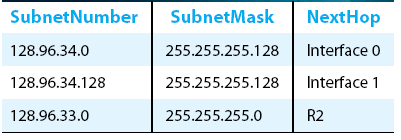 SubnetNumber SubnetMask NextHop
128.96.34.0 255.255.255.128 Interface 0
128.96.34.128 255.255.255.128 Interface 1
128.96.33.0 255.255.255.0 R2